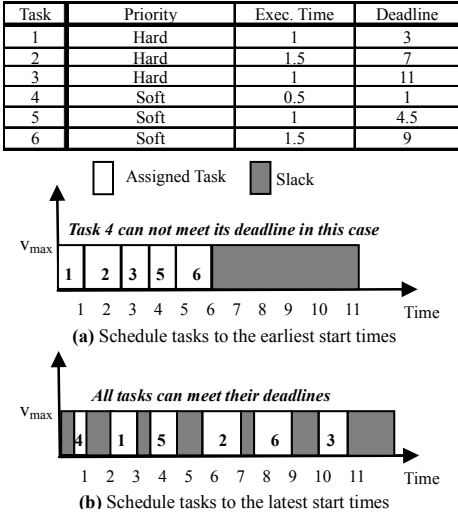 Task Priority Exec. Time Deadline
1 Hard 1 3
2 Hard 1.5 7
3 Hard 1 11
4 Soft 0.5 1
5 Soft 1 4.5
6 Soft 1.5 9
Assigned Task Slack
Task 4 can not meet its deadline in this case
vmax
1 2 3 5 6
1 2 3 4 5 6 7 8 9 10 11 Time
(a) Schedule tasks to the earliest start times
All tasks can meet their deadlines
vmax
4 1 5 2 6 3
1 2 3 4 5 6 7 8 9 10 11 Time
(b) Schedule tasks to the latest start times